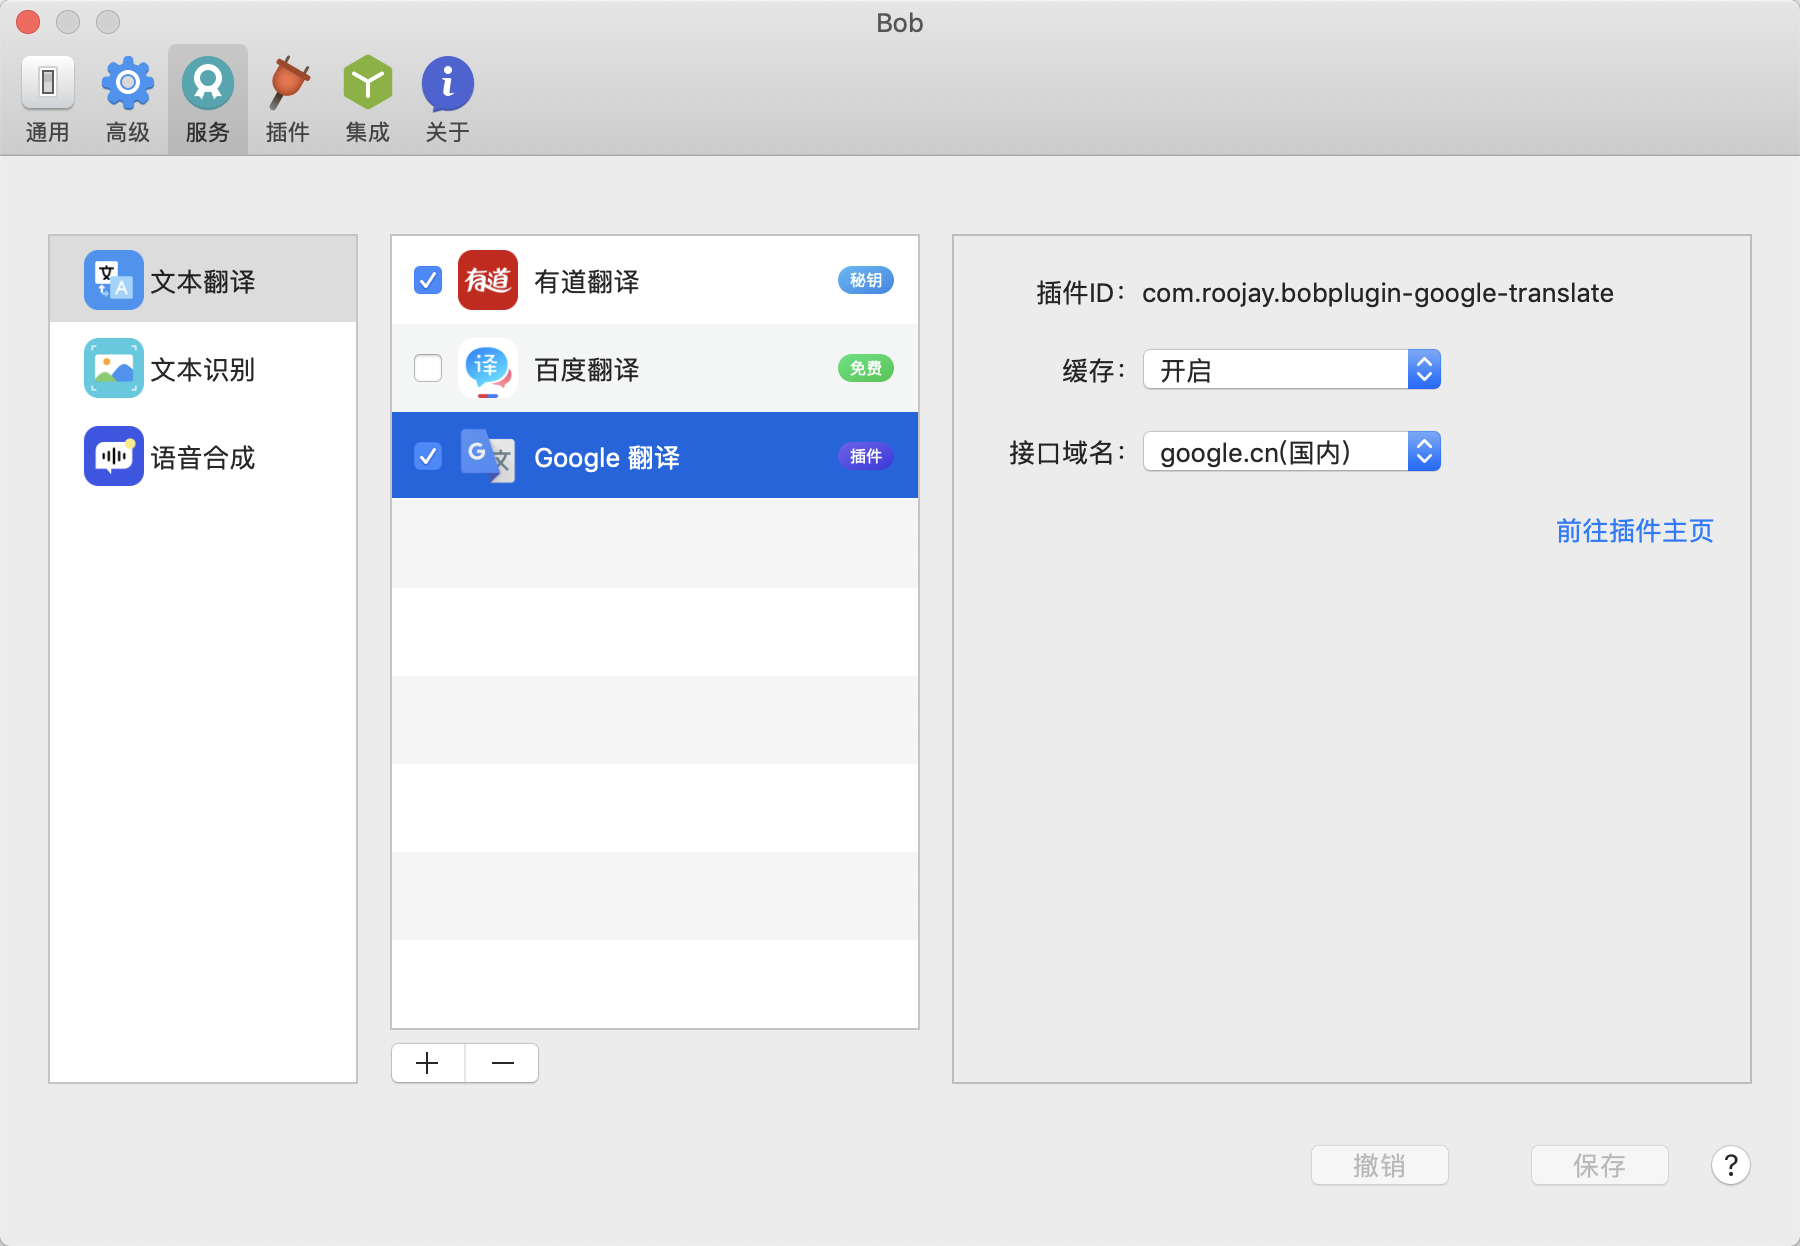 Bob
通用 高级 服务 插件 集成 关于
文本翻译
文本识别
语音合成
有道 有道翻译 秘钥
译 百度翻译 免费
G 文 Google 翻译 插件
插件ID： com.roojay.bobplugin-google-translate
缓存： 开启
接口域名： google.cn(国内)
前往插件主页
撤销 保存 ?